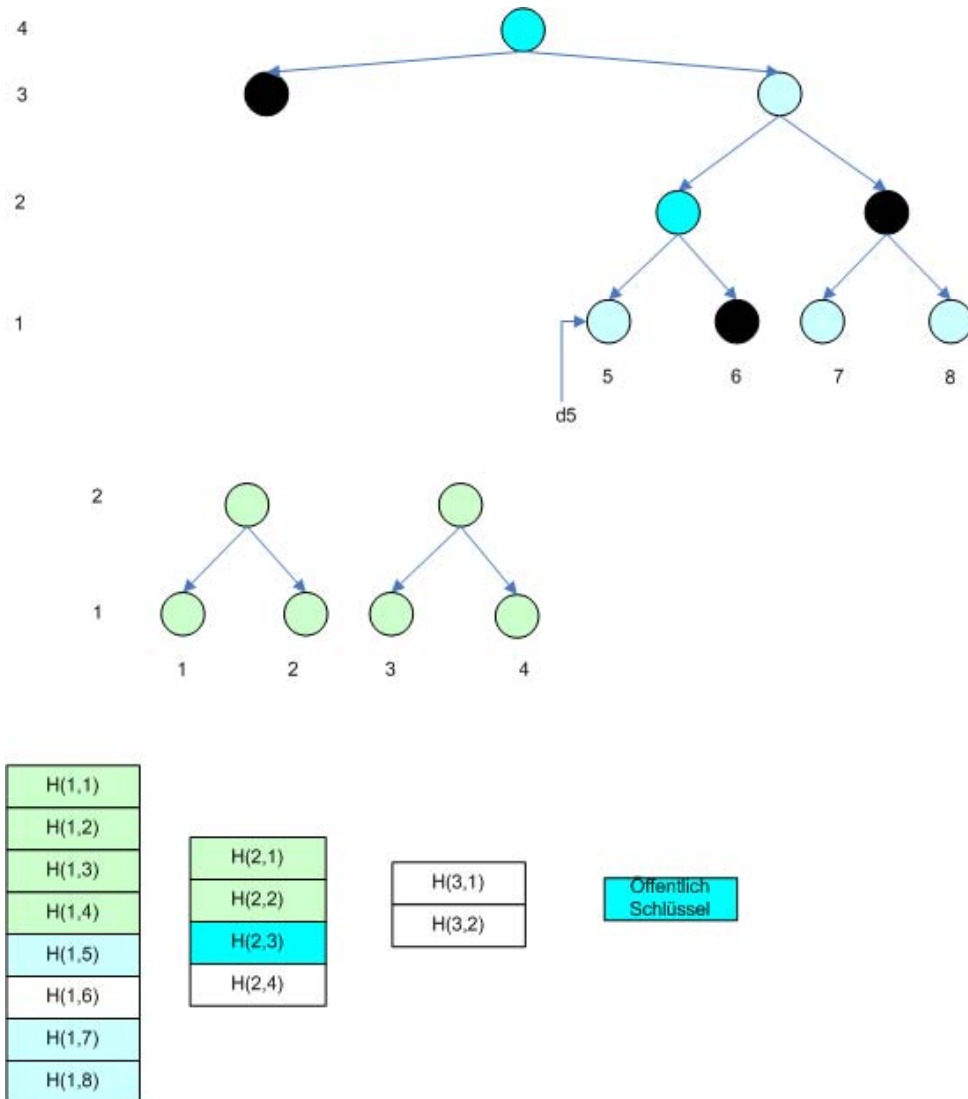 4
3
2
1
5 6 7 8
d5
2
1
1 2 3 4
H(1,1)
H(1,2)
H(1,3)
H(1,4)
H(1,5)
H(1,6)
H(1,7)
H(1,8)
H(2,1)
H(2,2)
H(2,3)
H(2,4)
H(3,1)
H(3,2)
Öffentlich
Schlüssel